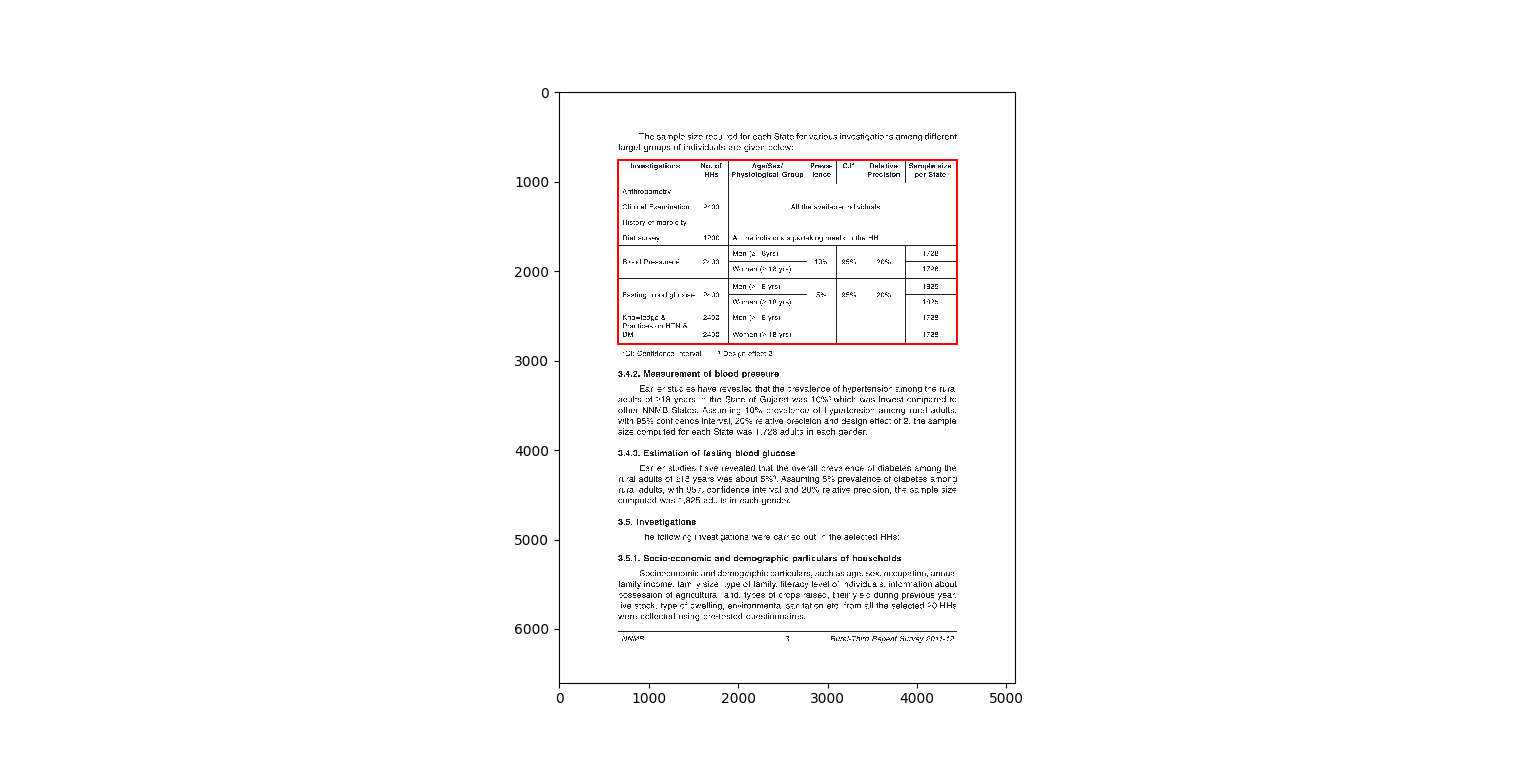 0
1000
2000
3000
4000
5000
6000
0 1000 2000 3000 4000 5000
The sample size required for each State for various investigations among different
target groups of individuals are given below:
Investigations No. of HHs Age/Sex/ Physiological Group Preva- lence C.I* Relative Precision Sample size per State
Anthropometry
Clinical Examination 2400 All the available individuals
History of morbidity
Diet survey 1200 All the individuals partaking meals in the HH
Blood Pressure 2400 Men 10% 95% 20% 1728
Women (≥ 18 yrs) 1728
Fasting blood glucose 2400 Men 5% 95% 20% 1825
Women (≥ 18 yrs) 1825
Knowledge & 2400 Men 1728
Practices on HTN &
DM 2400 Women (≥ 18 yrs) 1728
*CI: Confidence Interval Design effect 2
3.4.2. Measurement of blood pressure
Earlier studies have revealed that the prevalence of hypertension among the rural
adults of ≥18 years in the State of Gujarat was 10% which was lowest compared to
other NNMB States. Assuming 10% prevalence of hypertension among rural adults,
with 95% confidence interval, 20% relative precision and design effect of 2, the sample
size computed for each State was 1,728 adults in each gender.
3.4.3. Estimation of fasting blood glucose
Earlier studies have revealed that the overall prevalence of diabetes among the
rural adults of ≥18 years was about 5%. Assuming 5% prevalence of diabetes among
rural adults, with 95% confidence interval and 20% relative precision, the sample size
computed was 1,825 adults in each gender.
3.5. Investigations
The following investigations were carried out in the selected HHs:
3.5.1. Socio-economic and demographic particulars of households
Socioeconomic and demographic particulars, such as age, sex, occupation, annual
family income, family size, type of family, literacy level of individuals, information about
possession of agricultural land, types of crops raised, their yield during previous year,
live stock, type of dwelling, environmental sanitation etc. from all the selected 20 HHs
were collected using pre-tested questionnaires.
NNMB 3 Rural-Third Repeat Survey 2011-12